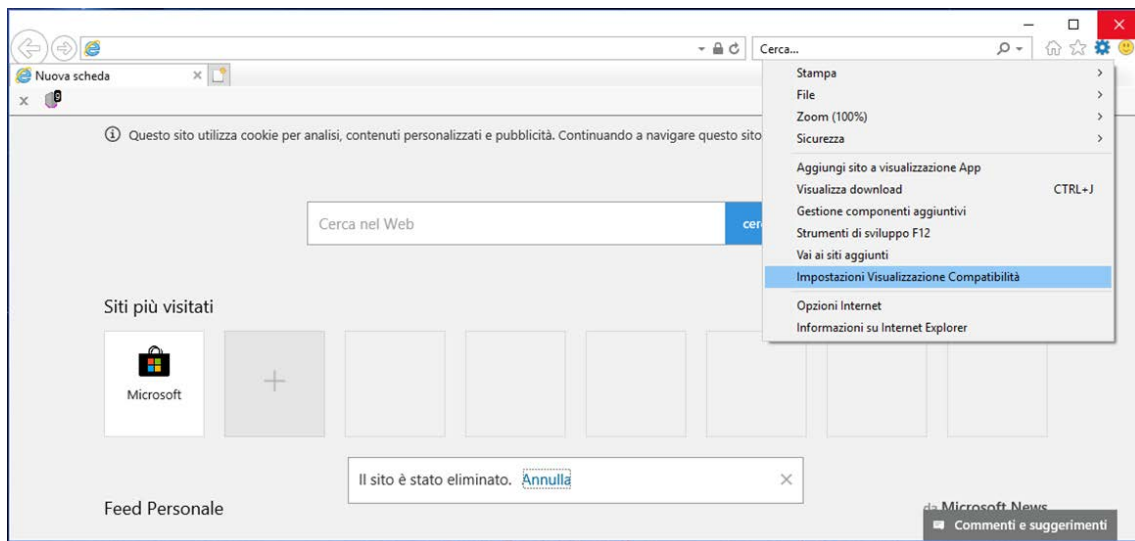 Cerca...
Nuova scheda
Stampa
File
Zoom (100%)
Sicurezza
Aggiungi sito a visualizzazione App
Visualizza download CTRL+J
Gestione componenti aggiuntivi
Strumenti di sviluppo F12
Vai ai siti aggiunti
Impostazioni Visualizzazione Compatibilità
Opzioni Internet
Informazioni su Internet Explorer
Questo sito utilizza cookie per analisi, contenuti personalizzati e pubblicità. Continuando a navigare questo sito
Cerca nel Web
Siti più visitati
Microsoft
Il sito è stato eliminato. Annulla
Feed Personale
da Microsoft News
Commenti e suggerimenti